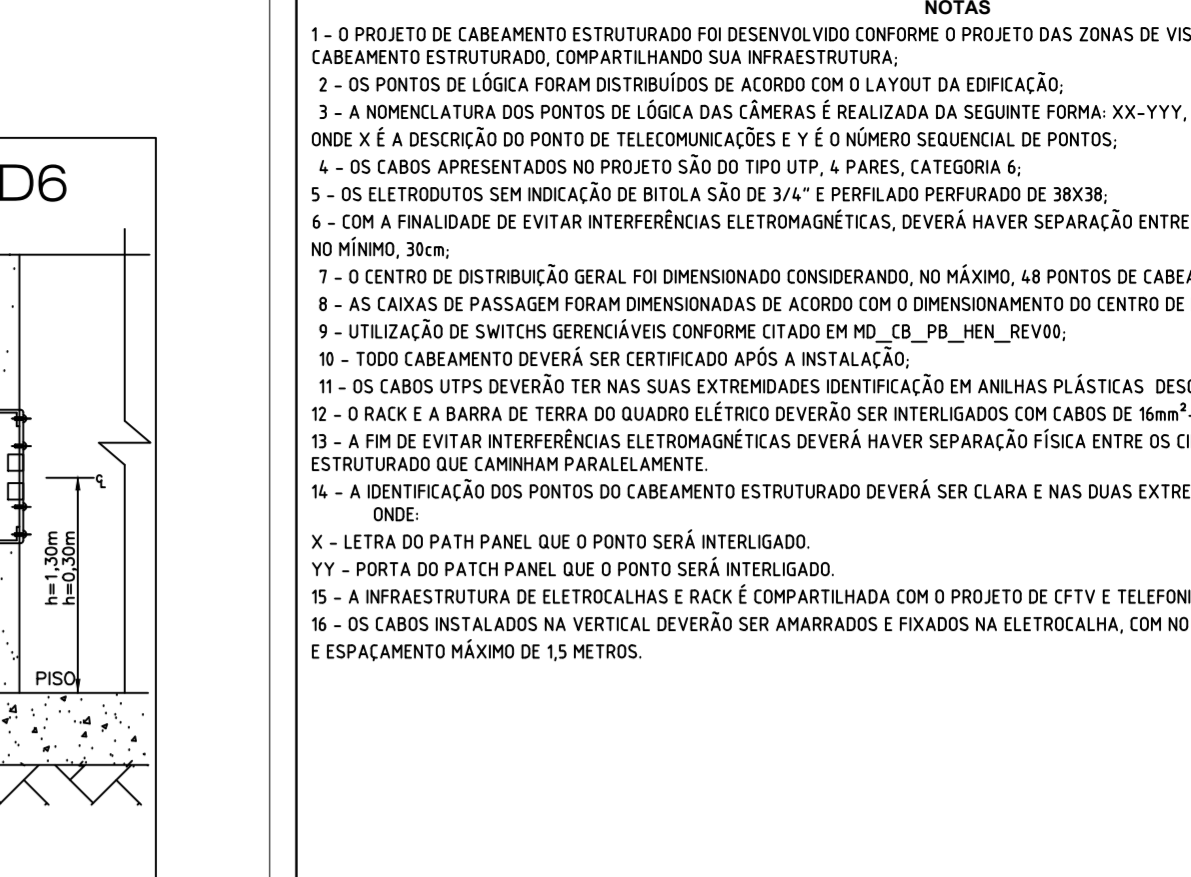 NOTAS
1 - O PROJETO DE CABEAMENTO ESTRUTURADO FOI DESENVOLVIDO CONFORME O PROJETO DAS ZONAS DE VIS
CABEAMENTO ESTRUTURADO, COMPARTILHANDO SUA INFRAESTRUTURA;
2 - OS PONTOS DE LÓGICA FORAM DISTRIBUÍDOS DE ACORDO COM O LAYOUT DA EDIFICAÇÃO;
3 - A NOMENCLATURA DOS PONTOS DE LÓGICA DAS CÂMERAS É REALIZADA DA SEGUINTE FORMA: XX-YYY,
ONDE X É A DESCRIÇÃO DO PONTO DE TELECOMUNICAÇÕES E Y É O NÚMERO SEQUENCIAL DE PONTOS;
4 - OS CABOS APRESENTADOS NO PROJETO SÃO DO TIPO UTP, 4 PARES, CATEGORIA 6;
5 - OS ELETRODUTOS SEM INDICAÇÃO DE BITOLA SÃO DE 3/4" E PERFILADO PERFURADO DE 38X38;
6 - COM A FINALIDADE DE EVITAR INTERFERÊNCIAS ELETROMAGNÉTICAS, DEVERÁ HAVER SEPARAÇÃO ENTRE
NO MÍNIMO, 30cm;
7 - O CENTRO DE DISTRIBUIÇÃO GERAL FOI DIMENSIONADO CONSIDERANDO, NO MÁXIMO, 48 PONTOS DE CABEA
8 - AS CAIXAS DE PASSAGEM FORAM DIMENSIONADAS DE ACORDO COM O DIMENSIONAMENTO DO CENTRO DE
9 - UTILIZAÇÃO DE SWITCHS GERENCIÁVEIS CONFORME CITADO EM MD_CB_PB_HEN_REV00;
10 - TODO CABEAMENTO DEVERÁ SER CERTIFICADO APÓS A INSTALAÇÃO;
11 - OS CABOS UTPS DEVERÃO TER NAS SUAS EXTREMIDADES IDENTIFICAÇÃO EM ANILHAS PLÁSTICAS DESC
12 - O RACK E A BARRA DE TERRA DO QUADRO ELÉTRICO DEVERÃO SER INTERLIGADOS COM CABOS DE 16mm²-
13 - A FIM DE EVITAR INTERFERÊNCIAS ELETROMAGNÉTICAS DEVERÁ HAVER SEPARAÇÃO FÍSICA ENTRE OS CI
ESTRUTURADO QUE CAMINHAM PARALELAMENTE.
14 - A IDENTIFICAÇÃO DOS PONTOS DO CABEAMENTO ESTRUTURADO DEVERÁ SER CLARA E NAS DUAS EXTRE
ONDE:
X - LETRA DO PATH PANEL QUE O PONTO SERÁ INTERLIGADO.
YY - PORTA DO PATCH PANEL QUE O PONTO SERÁ INTERLIGADO.
15 - A INFRAESTRUTURA DE ELETROCALHAS E RACK É COMPARTILHADA COM O PROJETO DE CFTV E TELEFONI
16 - OS CABOS INSTALADOS NA VERTICAL DEVERÃO SER AMARRADOS E FIXADOS NA ELETROCALHA, COM NO
E ESPAÇAMENTO MÁXIMO DE 1,5 METROS.
D6
h=1,30m
h=0,30m
PISO